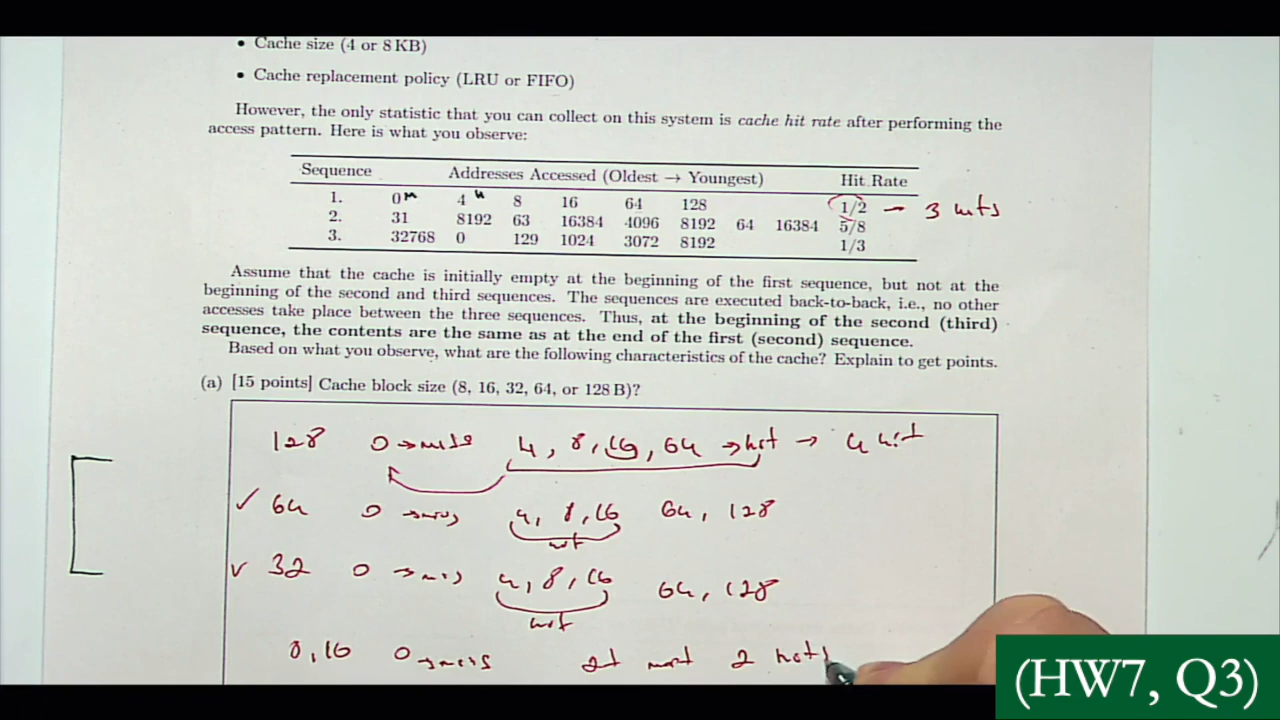 • Cache size (4 or 8 KB)
• Cache replacement policy (LRU or FIFO)
However, the only statistic that you can collect on this system is cache hit rate after performing the
access pattern. Here is what you observe:
Sequence Addresses Accessed (Oldest → Youngest) Hit Rate
1. 0 m 4 h 8 16 64 128 1/2 – 3 hits
2. 31 8192 63 16384 4096 8192 64 16384 5/8
3. 32768 0 129 1024 3072 8192 1/3
Assume that the cache is initially empty at the beginning of the first sequence, but not at the
beginning of the second and third sequences. The sequences are executed back-to-back, i.e., no other
accesses take place between the three sequences. Thus, at the beginning of the second (third)
sequence, the contents are the same as at the end of the first (second) sequence.
Based on what you observe, what are the following characteristics of the cache? Explain to get points.
(a) [15 points] Cache block size (8, 16, 32, 64, or 128 B)?
128 0 → miss 4, 8, 16, 64 → hit → 4 hit
✓ 64 0 → miss 4, 8, 16 64, 128
hit
✓ 32 0 → miss 4, 8, 16 64, 128
hit
8, 16 0 → miss at most 2 hits
(HW7, Q3)